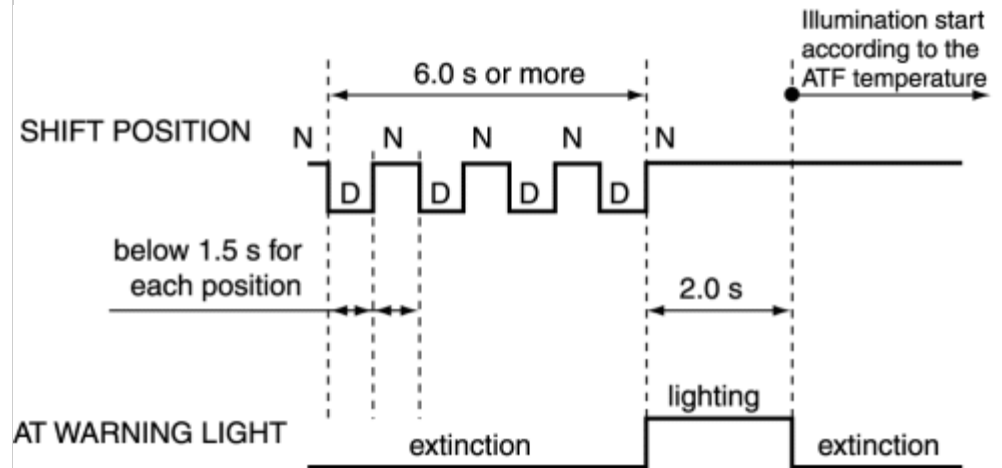 Illumination start
according to the
ATF temperature
6.0 s or more
SHIFT POSITION
N N N N N
D D D D
below 1.5 s for
each position
2.0 s
lighting
AT WARNING LIGHT
extinction
extinction